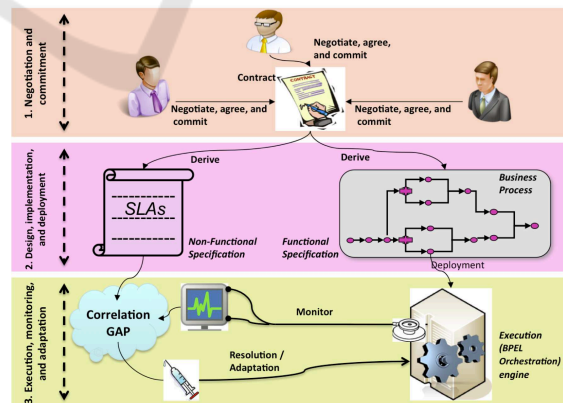 1. Negotiation and
commitment
Negotiate, agree,
and commit
Contract
CONTRACT
Negotiate, agree, and
commit
Negotiate, agree, and
commit
2. Design, implementation,
and deployment
Derive
Derive
SLAs
Non-Functional
Specification
Functional
Specification
Business
Process
Deployment
3. Execution, monitoring,
and adaptation
Correlation
GAP
Monitor
Resolution /
Adaptation
Execution
(BPEL
Orchestration)
engine